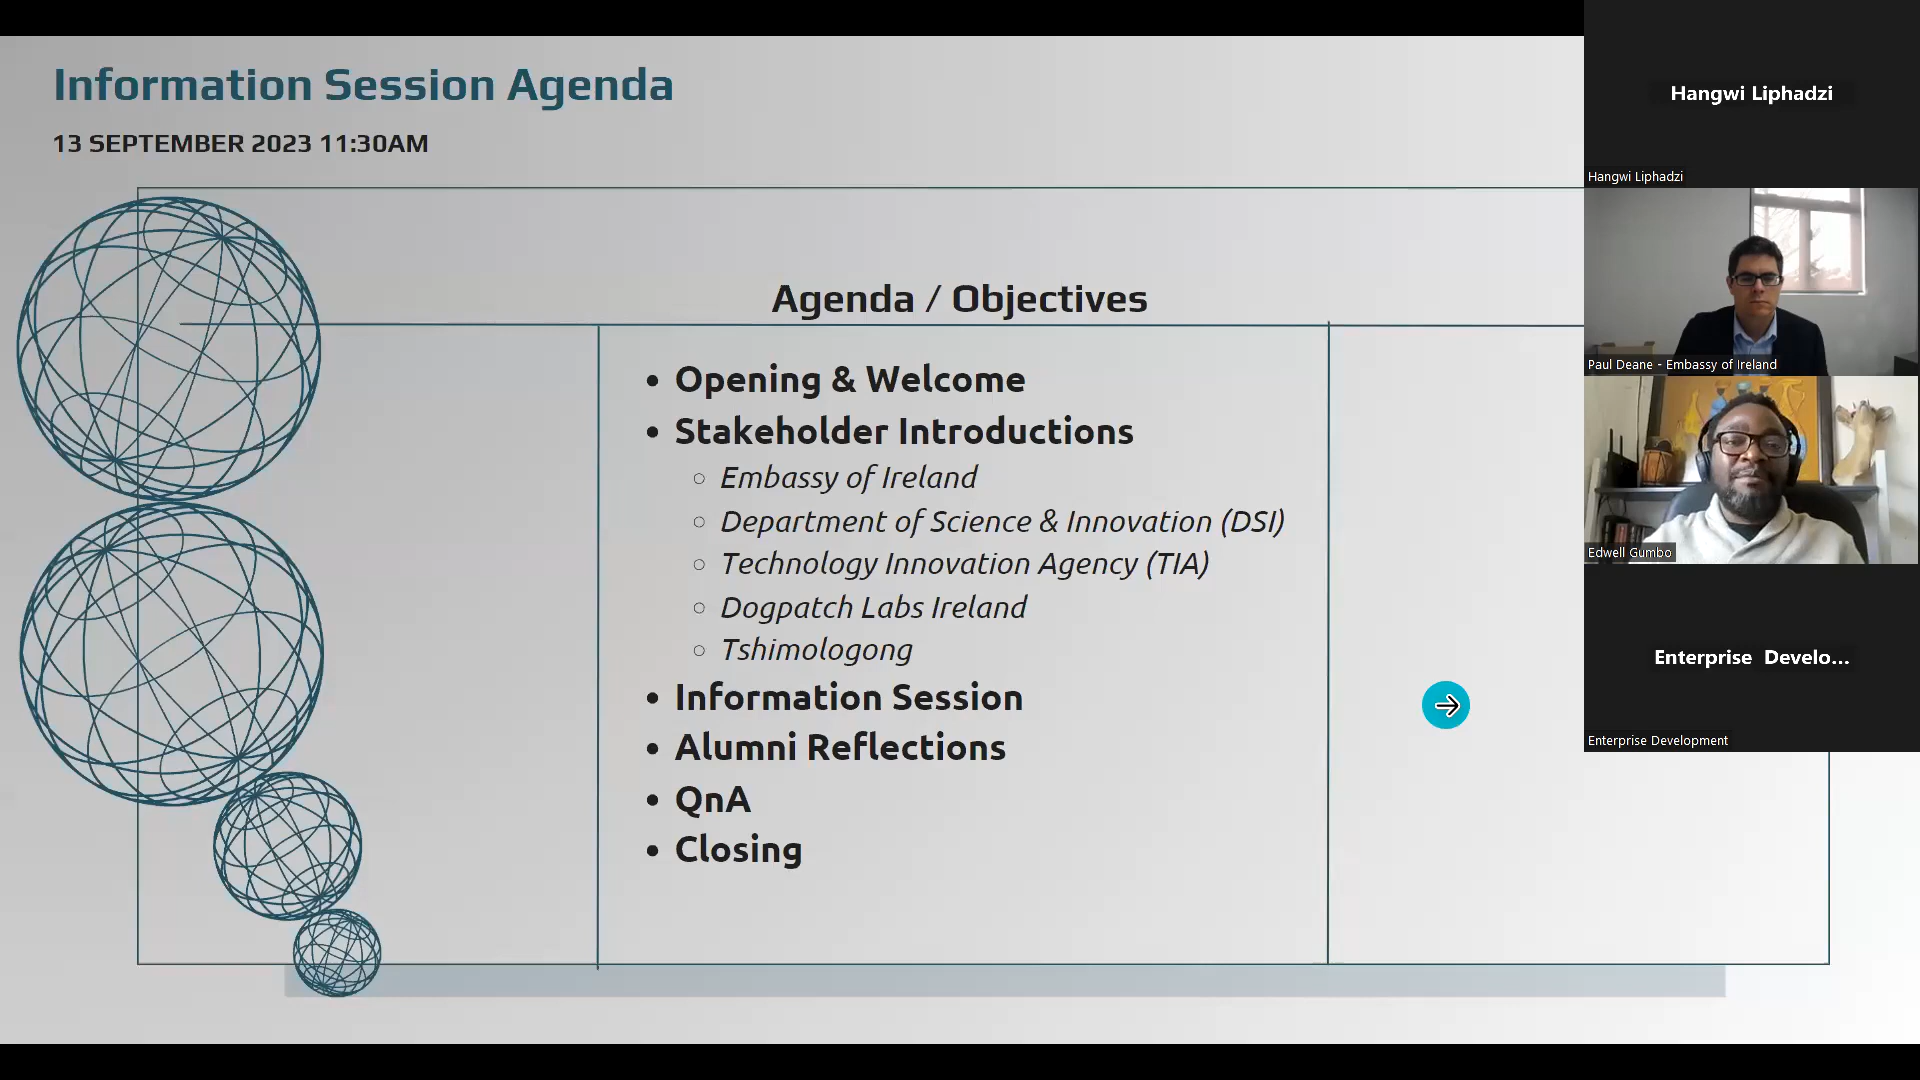 Information Session Agenda
13 SEPTEMBER 2023 11:30AM
Agenda / Objectives
• Opening & Welcome
• Stakeholder Introductions
○ Embassy of Ireland
○ Department of Science & Innovation (DSI)
○ Technology Innovation Agency (TIA)
○ Dogpatch Labs Ireland
○ Tshimologong
• Information Session
• Alumni Reflections
• QnA
• Closing
Hangwi Liphadzi
Hangwi Liphadzi
Paul Deane - Embassy of Ireland
Edwell Gumbo
Enterprise Develo...
Enterprise Development